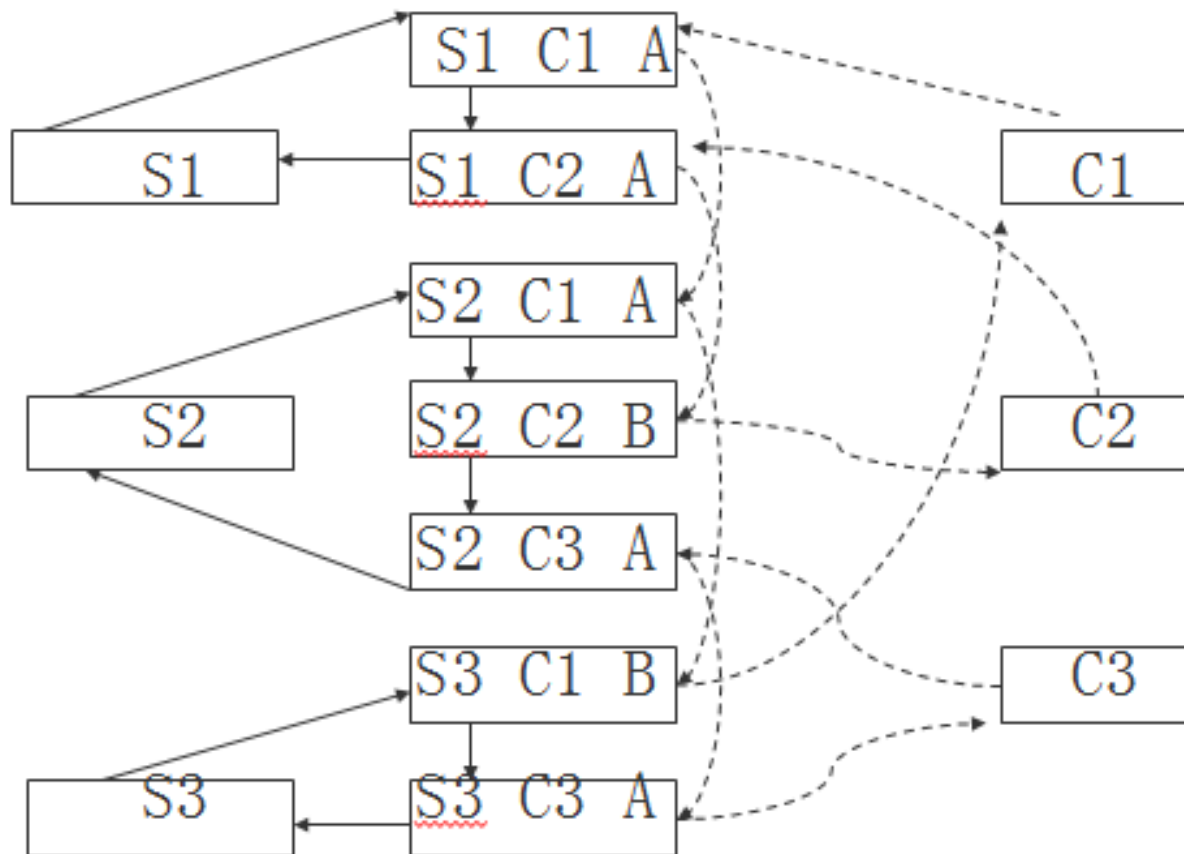 S1 C1 A
S1
S1 C2 A
C1
S2 C1 A
S2
S2 C2 B
C2
S2 C3 A
S3 C1 B
C3
S3
S3 C3 A